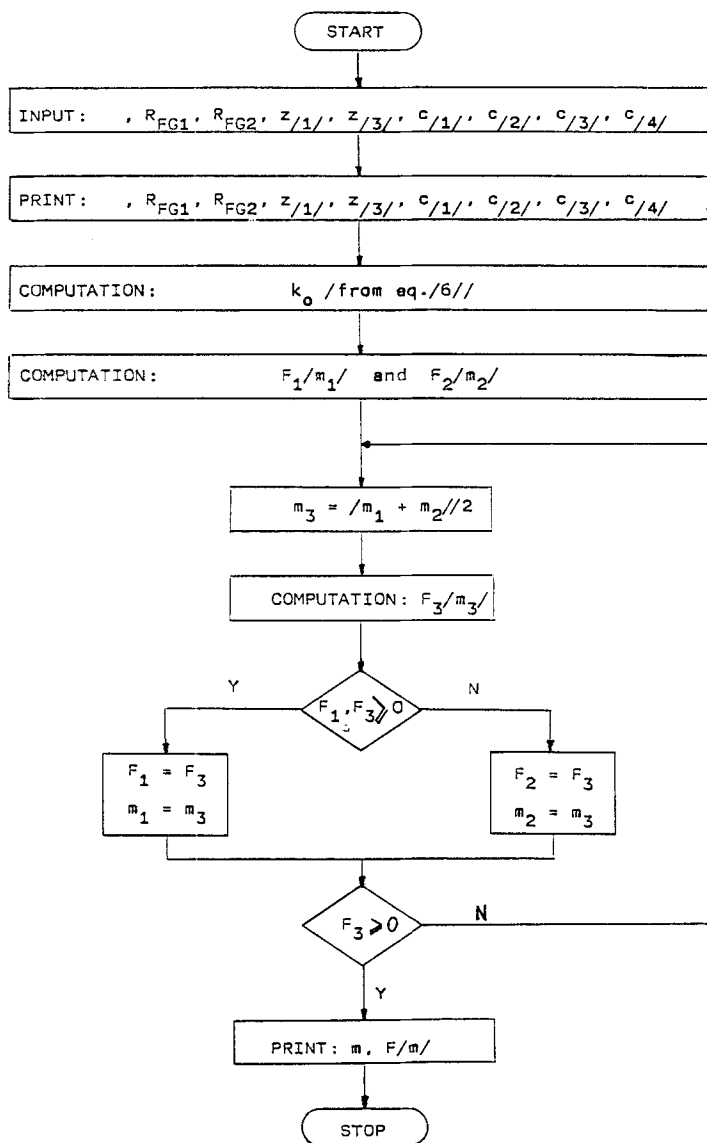 START
INPUT: , R_FG1, R_FG2, z/1/, z/3/, c/1/, c/2/, c/3/, c/4/
PRINT: , R_FG1, R_FG2, z/1/, z/3/, c/1/, c/2/, c/3/, c/4/
COMPUTATION: k_o /from eq./6//
COMPUTATION: F_1/m_1/ and F_2/m_2/
m_3 = /m_1 + m_2//2
COMPUTATION: F_3/m_3/
Y
N
F_1, F_3 ⩾ 0
F_1 = F_3
m_1 = m_3
F_2 = F_3
m_2 = m_3
F_3 ⩾ 0
N
Y
PRINT: m, F/m/
STOP